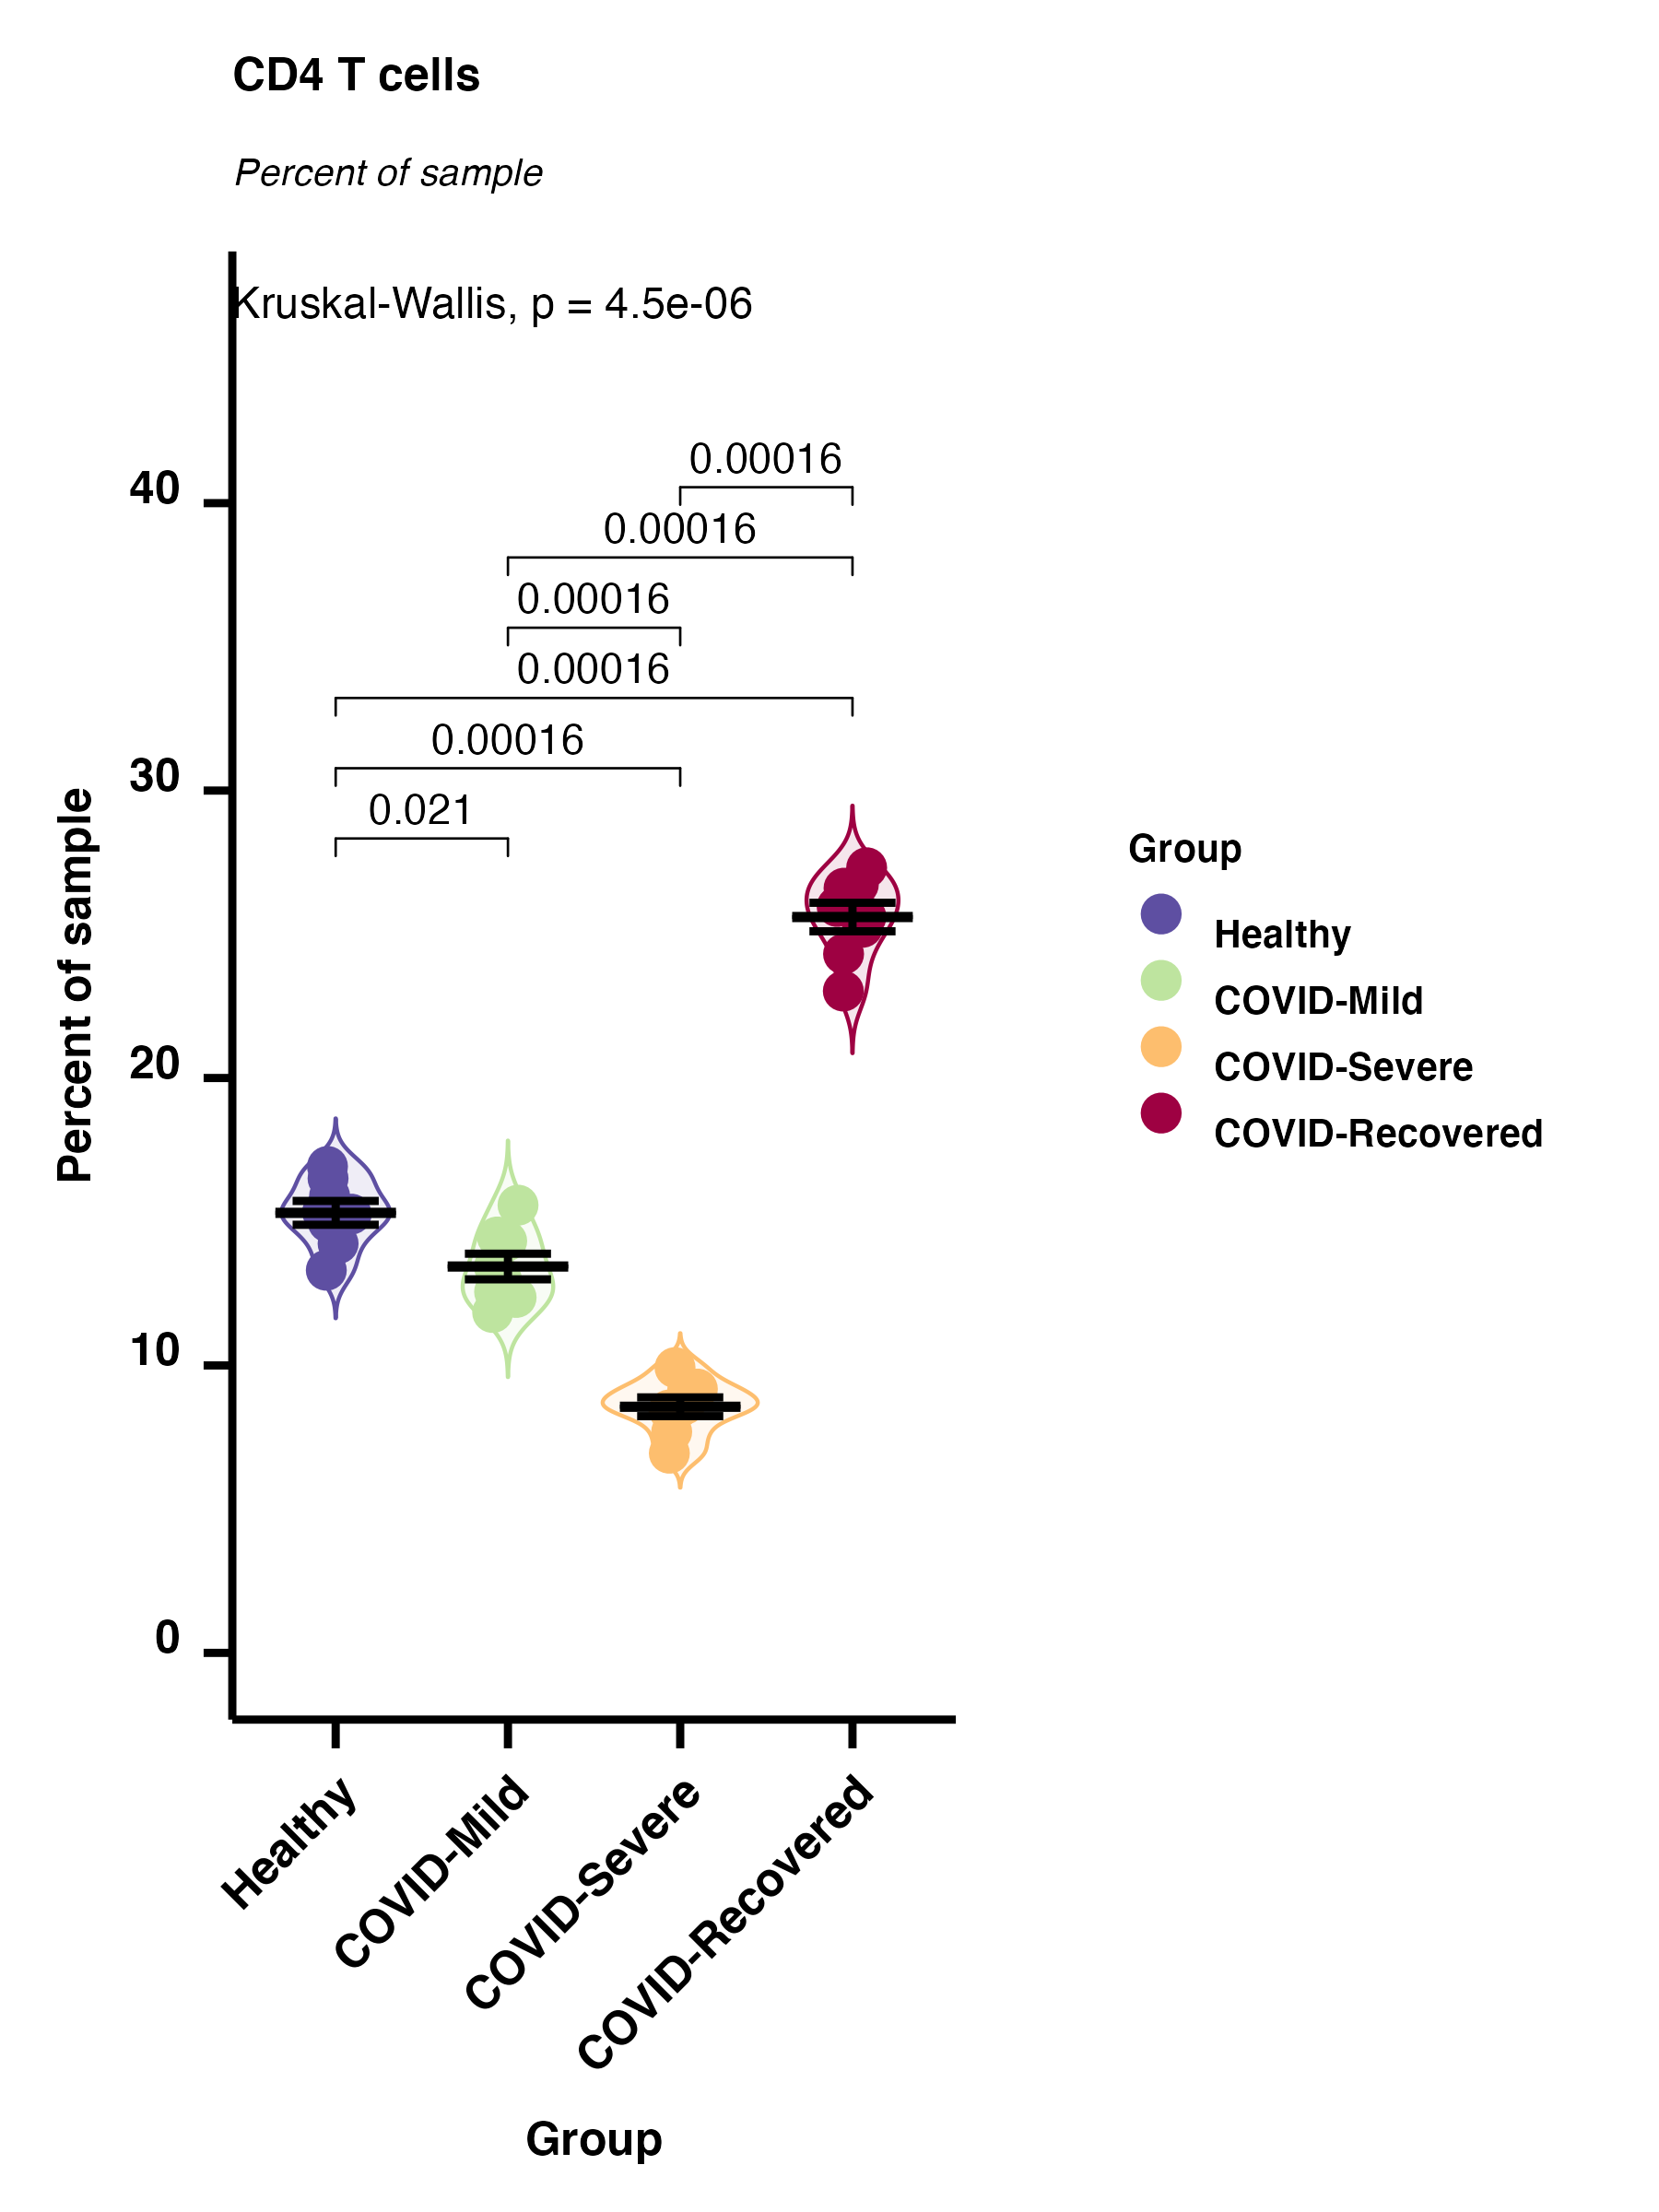 CD4 T cells
Percent of sample
Kruskal-Wallis, p = 4.5e-06
0.00016
0.00016
0.00016
0.00016
0.00016
0.021
40
30
20
10
0
Percent of sample
Healthy
COVID-Mild
COVID-Severe
COVID-Recovered
Group
Group
Healthy
COVID-Mild
COVID-Severe
COVID-Recovered